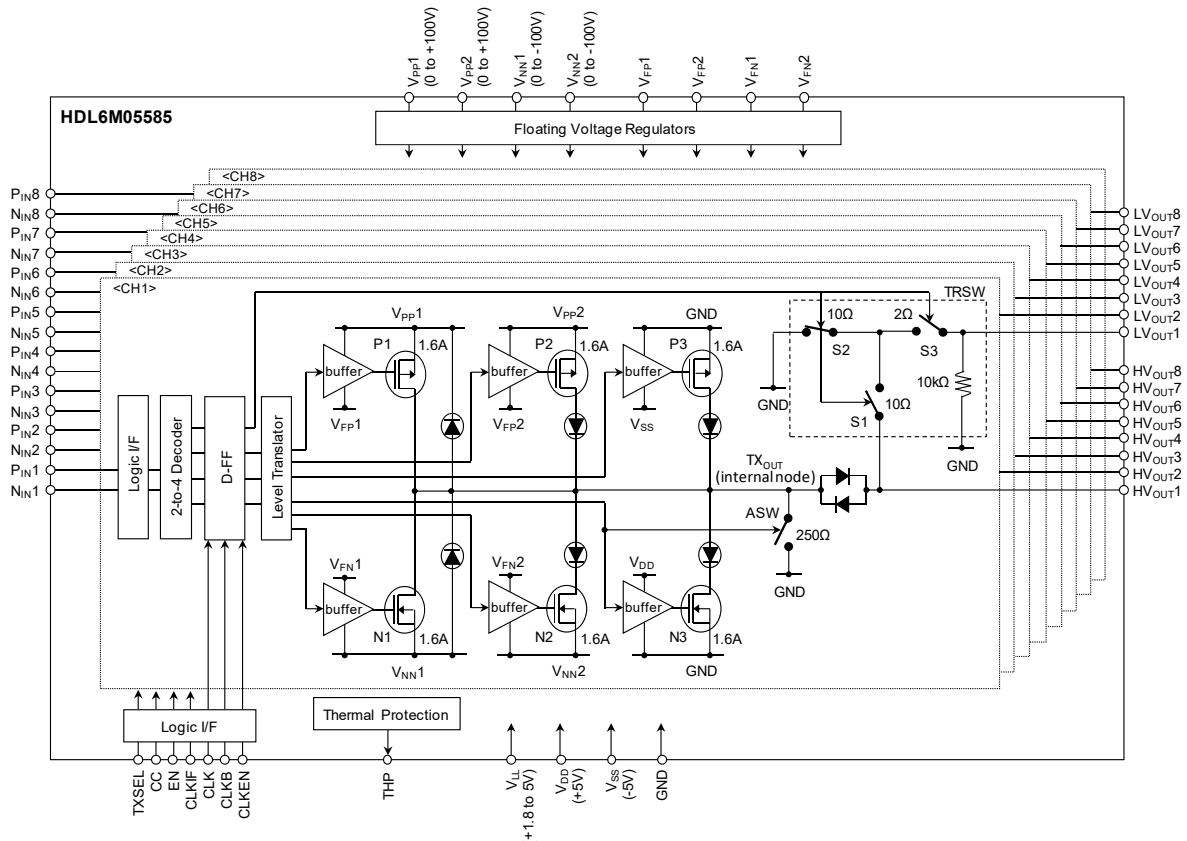 VPP1
(0 to +100V)
VPP2
(0 to +100V)
VNN1
(0 to -100V)
VNN2
(0 to -100V)
VFP1
VFP2
VFN1
VFN2
HDL6M05585
Floating Voltage Regulators
PIN8
NIN8
PIN7
NIN7
PIN6
NIN6
PIN5
NIN5
PIN4
NIN4
PIN3
NIN3
PIN2
NIN2
PIN1
NIN1
<CH8>
<CH7>
<CH6>
<CH5>
<CH4>
<CH3>
<CH2>
<CH1>
Logic I/F
2-to-4 Decoder
D-FF
Level Translator
VPP1
P1
1.6A
buffer
VFP1
VPP2
P2
1.6A
buffer
VFP2
GND
P3
1.6A
buffer
VSS
VFN1
buffer
N1
1.6A
VNN1
VFN2
buffer
N2
1.6A
VNN2
VDD
buffer
N3
1.6A
GND
TRSW
10Ω
S2
2Ω
S3
10kΩ
10Ω
S1
GND
GND
TXOUT
(internal node)
ASW
250Ω
GND
LVOUT8
LVOUT7
LVOUT6
LVOUT5
LVOUT4
LVOUT3
LVOUT2
LVOUT1
HVOUT8
HVOUT7
HVOUT6
HVOUT5
HVOUT4
HVOUT3
HVOUT2
HVOUT1
Logic I/F
Thermal Protection
TXSEL
CC
EN
CLKIF
CLK
CLKB
CLKEN
THP
VLL
+1.8 to 5V)
VDD
(+5V)
VSS
(-5V)
GND